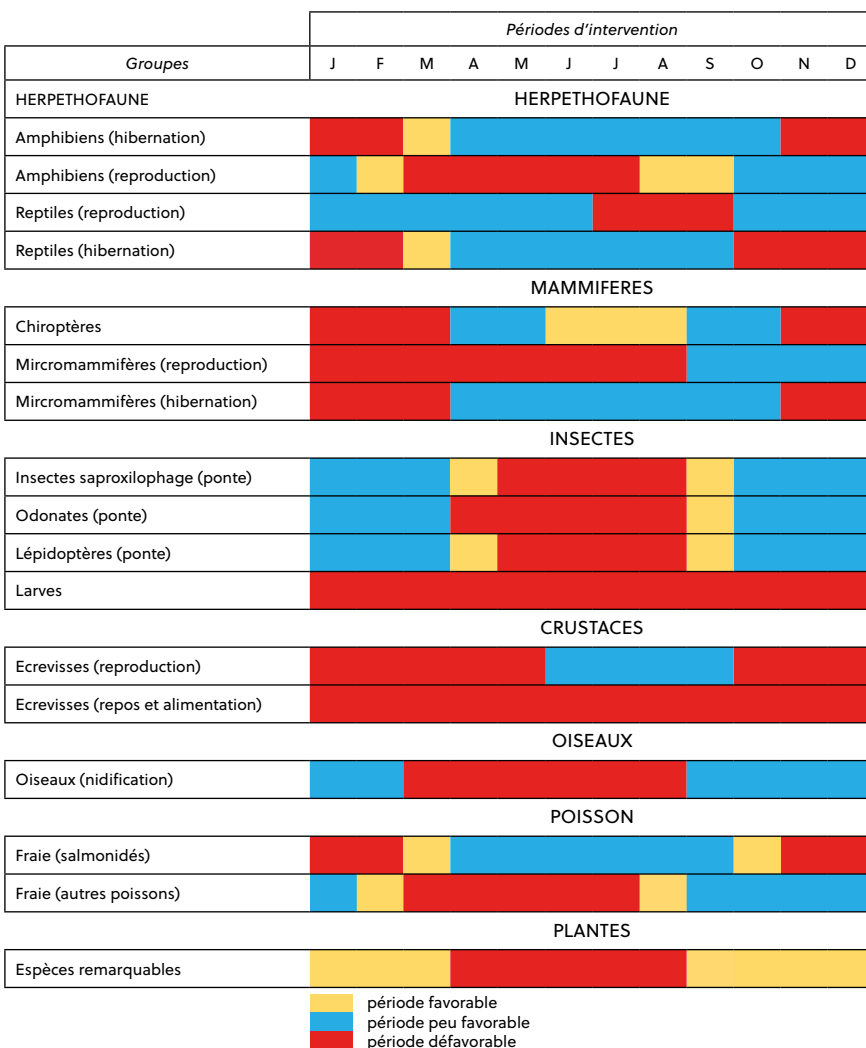 Périodes d'intervention
Groupes J F M A M J J A S O N D
HERPETHOFAUNE HERPETHOFAUNE
Amphibiens (hibernation)
Amphibiens (reproduction)
Reptiles (reproduction)
Reptiles (hibernation)
MAMMIFERES
Chiroptères
Mircromammifères (reproduction)
Mircromammifères (hibernation)
INSECTES
Insectes saproxilophage (ponte)
Odonates (ponte)
Lépidoptères (ponte)
Larves
CRUSTACES
Ecrevisses (reproduction)
Ecrevisses (repos et alimentation)
OISEAUX
Oiseaux (nidification)
POISSON
Fraie (salmonidés)
Fraie (autres poissons)
PLANTES
Espèces remarquables
période favorable
période peu favorable
période défavorable